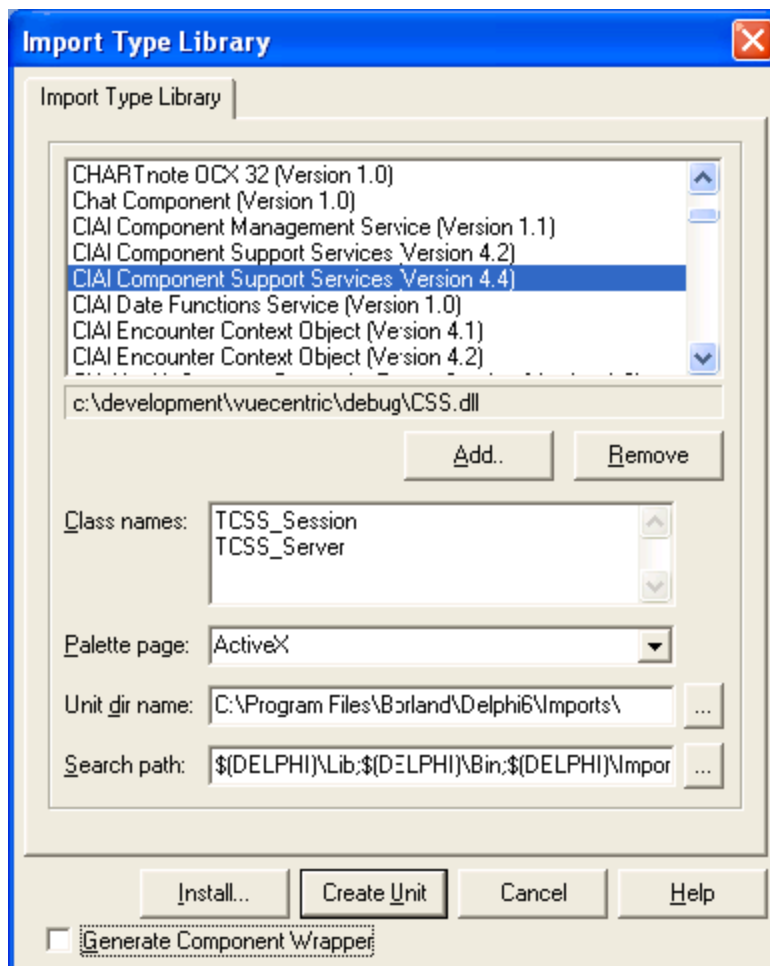 Import Type Library
Import Type Library
CHARTnote OCX 32 (Version 1.0)
Chat Component (Version 1.0)
CIAI Component Management Service (Version 1.1)
CIAI Component Support Services (Version 4.2)
CIAI Component Support Services (Version 4.4)
CIAI Date Functions Service (Version 1.0)
CIAI Encounter Context Object (Version 4.1)
CIAI Encounter Context Object (Version 4.2)
c:\development\vuecentric\debug\CSS.dll
Add..
Remove
Class names:
TCSS_Session
TCSS_Server
Palette page:
ActiveX
Unit dir name:
C:\Program Files\Borland\Delphi6\Imports\
...
Search path:
$(DELPHI)\Lib;$(DELPHI)\Bin;$(DELPHI)\Impor
...
Install...
Create Unit
Cancel
Help
Generate Component Wrapper